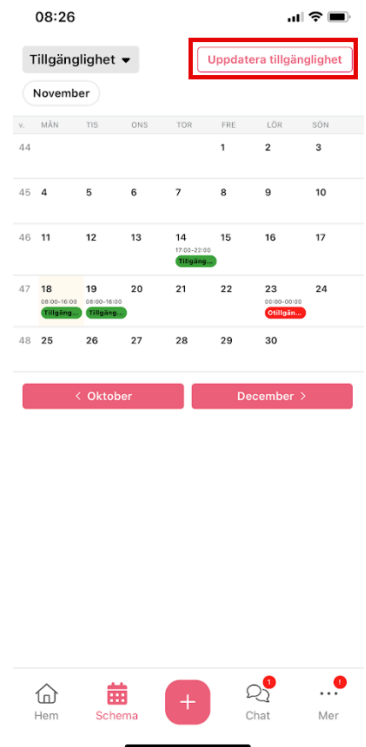 08:26
Tillgänglighet
Uppdatera tillgänglighet
November
v. MÅN TIS ONS TOR FRE LÖR SÖN
44 1 2 3
45 4 5 6 7 8 9 10
46 11 12 13 14 15 16 17
17:00-22:00
Tillgäng...
47 18 19 20 21 22 23 24
08:00-16:00 08:00-16:00 00:00-00:00
Tillgäng... Tillgäng... Otillgän...
48 25 26 27 28 29 30
< Oktober
December >
1 !
Hem Schema + Chat Mer